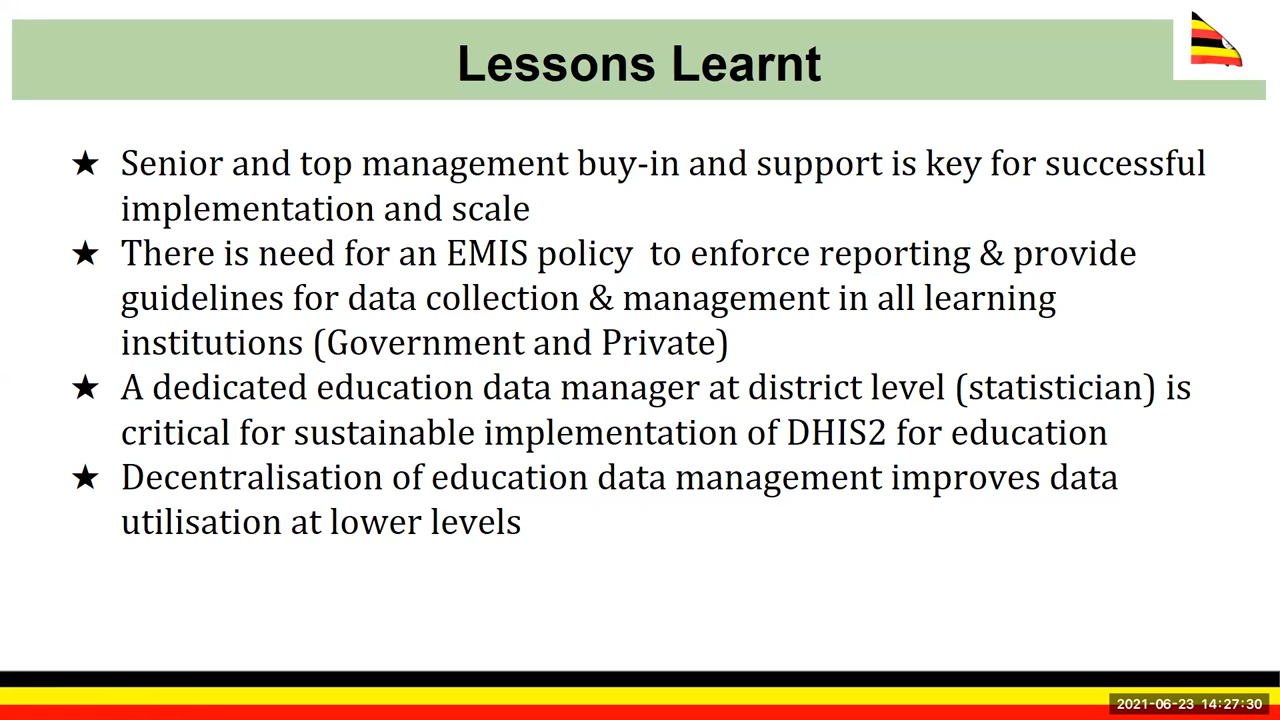 Lessons Learnt
★ Senior and top management buy-in and support is key for successful
implementation and scale
★ There is need for an EMIS policy  to enforce reporting & provide
guidelines for data collection & management in all learning
institutions (Government and Private)
★ A dedicated education data manager at district level (statistician) is
critical for sustainable implementation of DHIS2 for education
★ Decentralisation of education data management improves data
utilisation at lower levels
2021-06-23 14:27:30